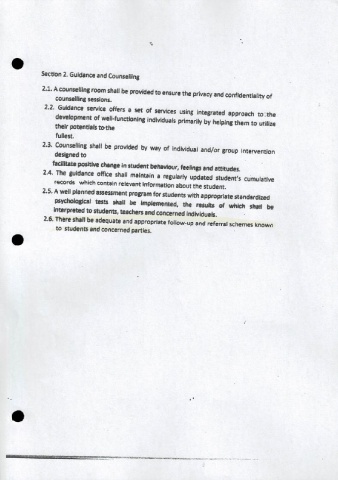 Section 2. Guidance and Counselling
2.1. A counselling room shall be provided to ensure the privacy and confidentiality of
counselling sessions.
2.2. Guidance service offers a set of services using integrated approach to the
development of well-functioning individuals primarily by helping them to utilize
their potentials to the
fullest.
2.3. Counselling shall be provided by way of individual and/or group intervention
designed to
facilitate positive change in student behaviour, feelings and attitudes.
2.4. The guidance office shall maintain a regularly updated student's cumulative
records which contain relevant information about the student.
2.5. A well planned assessment program for students with appropriate standardized
psychological tests shall be implemented, the results of which shall be
interpreted to students, teachers and concerned individuals.
2.6. There shall be adequate and appropriate follow-up and referral schemes known
to students and concerned parties.